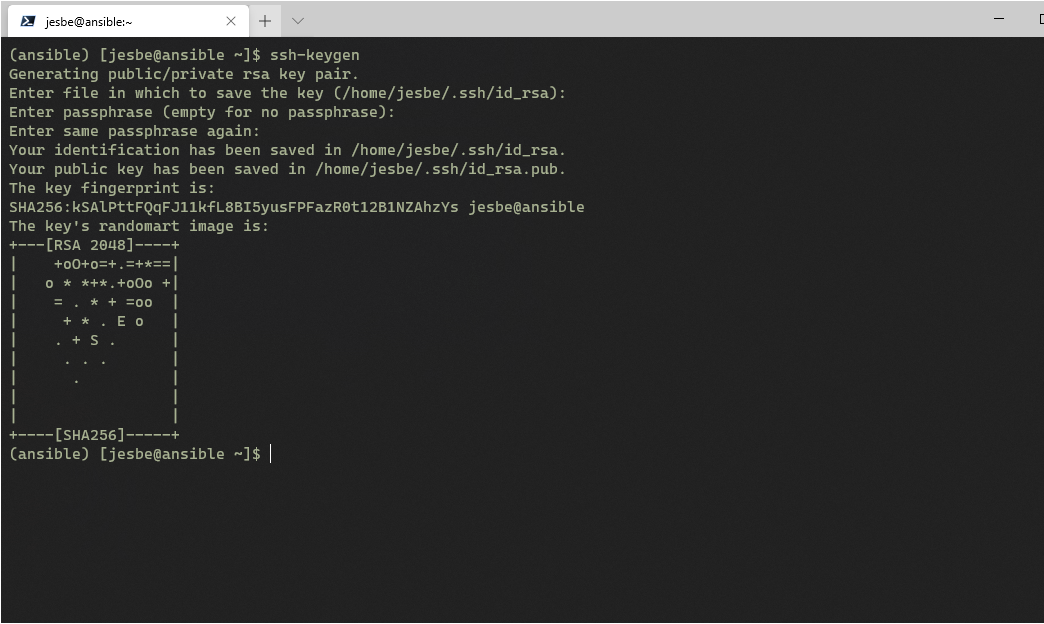 jesbe@ansible:~
(ansible) [jesbe@ansible ~]$ ssh-keygen
Generating public/private rsa key pair.
Enter file in which to save the key (/home/jesbe/.ssh/id_rsa):
Enter passphrase (empty for no passphrase):
Enter same passphrase again:
Your identification has been saved in /home/jesbe/.ssh/id_rsa.
Your public key has been saved in /home/jesbe/.ssh/id_rsa.pub.
The key fingerprint is:
SHA256:kSAlPttFQqFJ11kfL8BI5yusFPFazR0t12B1NZAhzYs jesbe@ansible
The key's randomart image is:
+---[RSA 2048]----+
|    +oO+o=+.=+*==|
|   o * *+*.+oOo +|
|    = . * + =oo  |
|     + * . E o   |
|    . + S .      |
|     . . .       |
|      .          |
|                 |
|                 |
+----[SHA256]-----+
(ansible) [jesbe@ansible ~]$